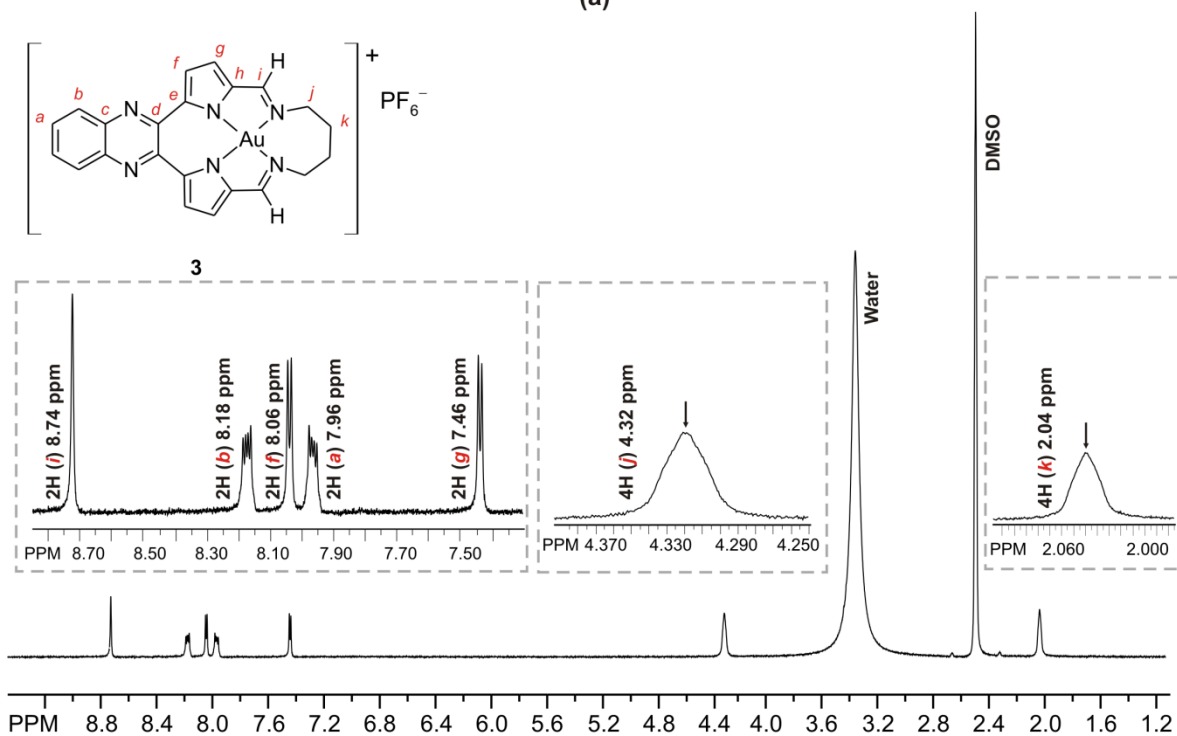 (a)
g
H
f
h
i
+
b
e
j
N
d
N
N
k
PF6−
c
a
Au
N
N
N
H
3
2H (i) 8.74 ppm
2H (b) 8.18 ppm
2H (f) 8.06 ppm
2H (a) 7.96 ppm
2H (g) 7.46 ppm
PPM 8.70 8.50 8.30 8.10 7.90 7.70 7.50
4H (j) 4.32 ppm
PPM 4.370 4.330 4.290 4.250
Water
DMSO
4H (k) 2.04 ppm
PPM 2.060 2.000
PPM 8.8 8.4 8.0 7.6 7.2 6.8 6.4 6.0 5.6 5.2 4.8 4.4 4.0 3.6 3.2 2.8 2.4 2.0 1.6 1.2